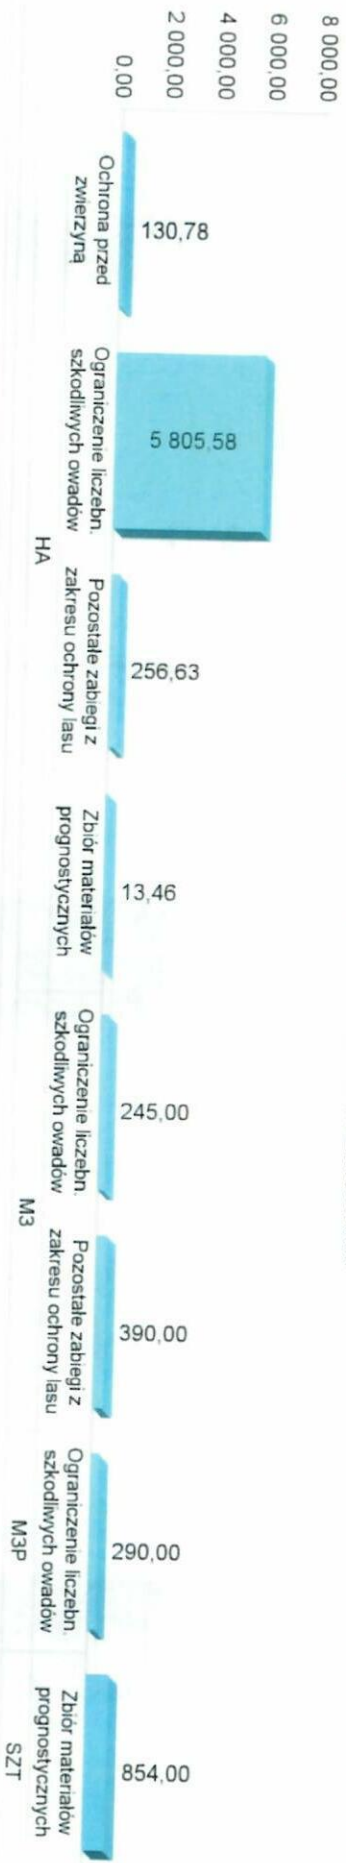 8 000,00
6 000,00
4 000,00
2 000,00
0,00
130,78
5 805,58
256,63
13,46
245,00
390,00
290,00
854,00
Ochrona przed
zwierzyną
Ograniczenie liczebn.
szkodliwych owadów
Pozostałe zabiegi z
zakresu ochrony lasu
Zbiór materiałów
prognostycznych
Ograniczenie liczebn.
szkodliwych owadów
Pozostałe zabiegi z
zakresu ochrony lasu
Ograniczenie liczebn.
szkodliwych owadów
Zbiór materiałów
prognostycznych
HA
M3
M3P
SZT